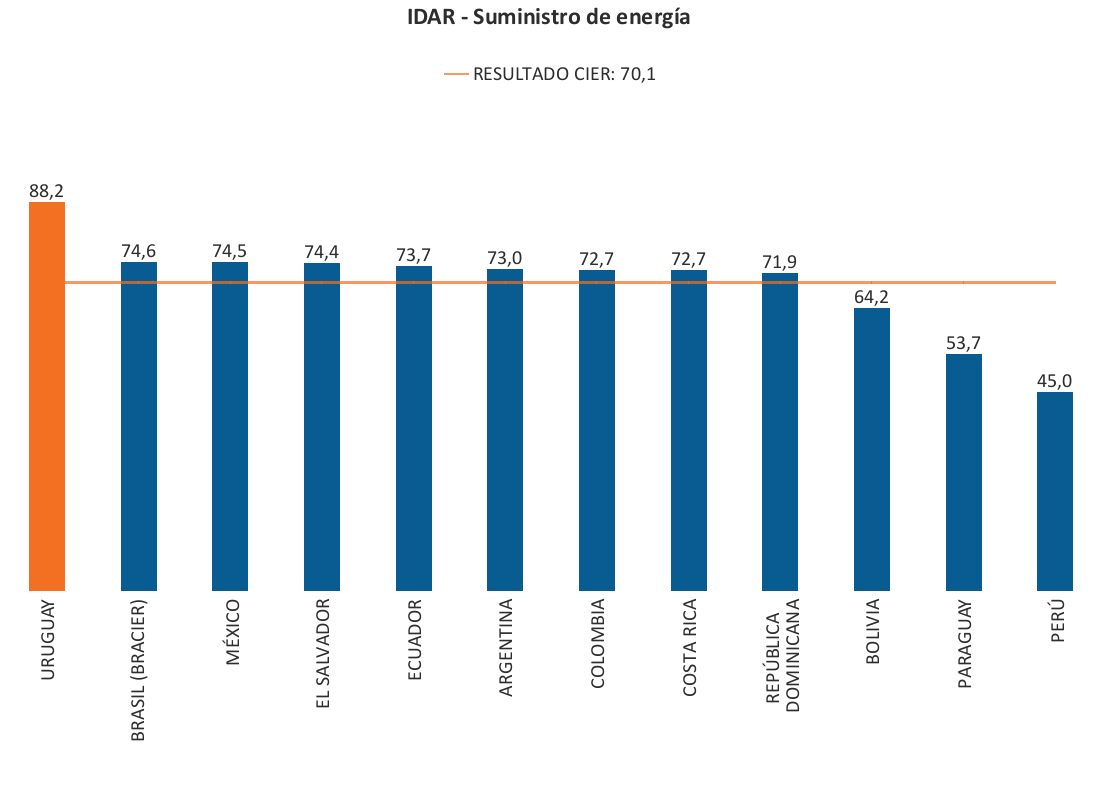 IDAR - Suministro de energía
RESULTADO CIER: 70,1
88,2
74,6
74,5
74,4
73,7
73,0
72,7
72,7
71,9
64,2
53,7
45,0
URUGUAY
BRASIL (BRACIER)
MÉXICO
EL SALVADOR
ECUADOR
ARGENTINA
COLOMBIA
COSTA RICA
REPÚBLICA
DOMINICANA
BOLIVIA
PARAGUAY
PERÚ